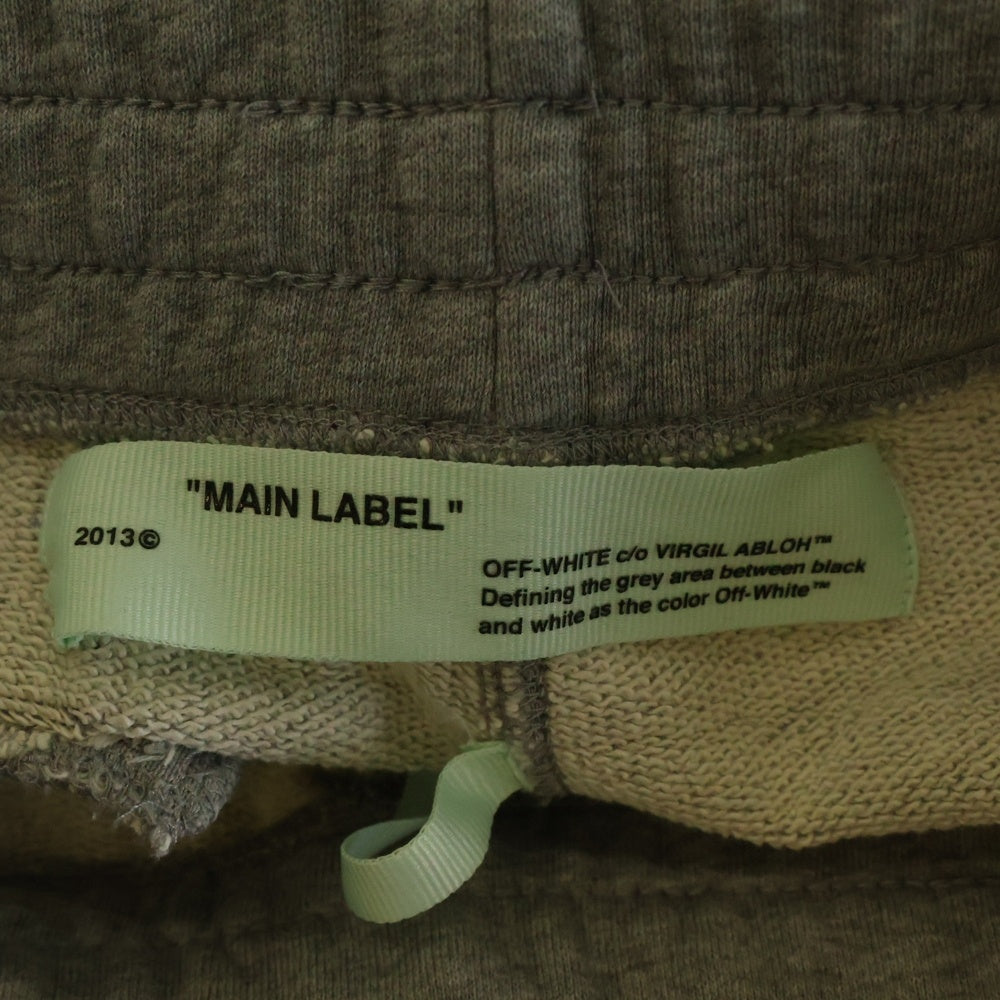 "MAIN LABEL"
2013©
OFF-WHITE c/o VIRGIL ABLOH™
Defining the grey area between black
and white as the color Off-White™